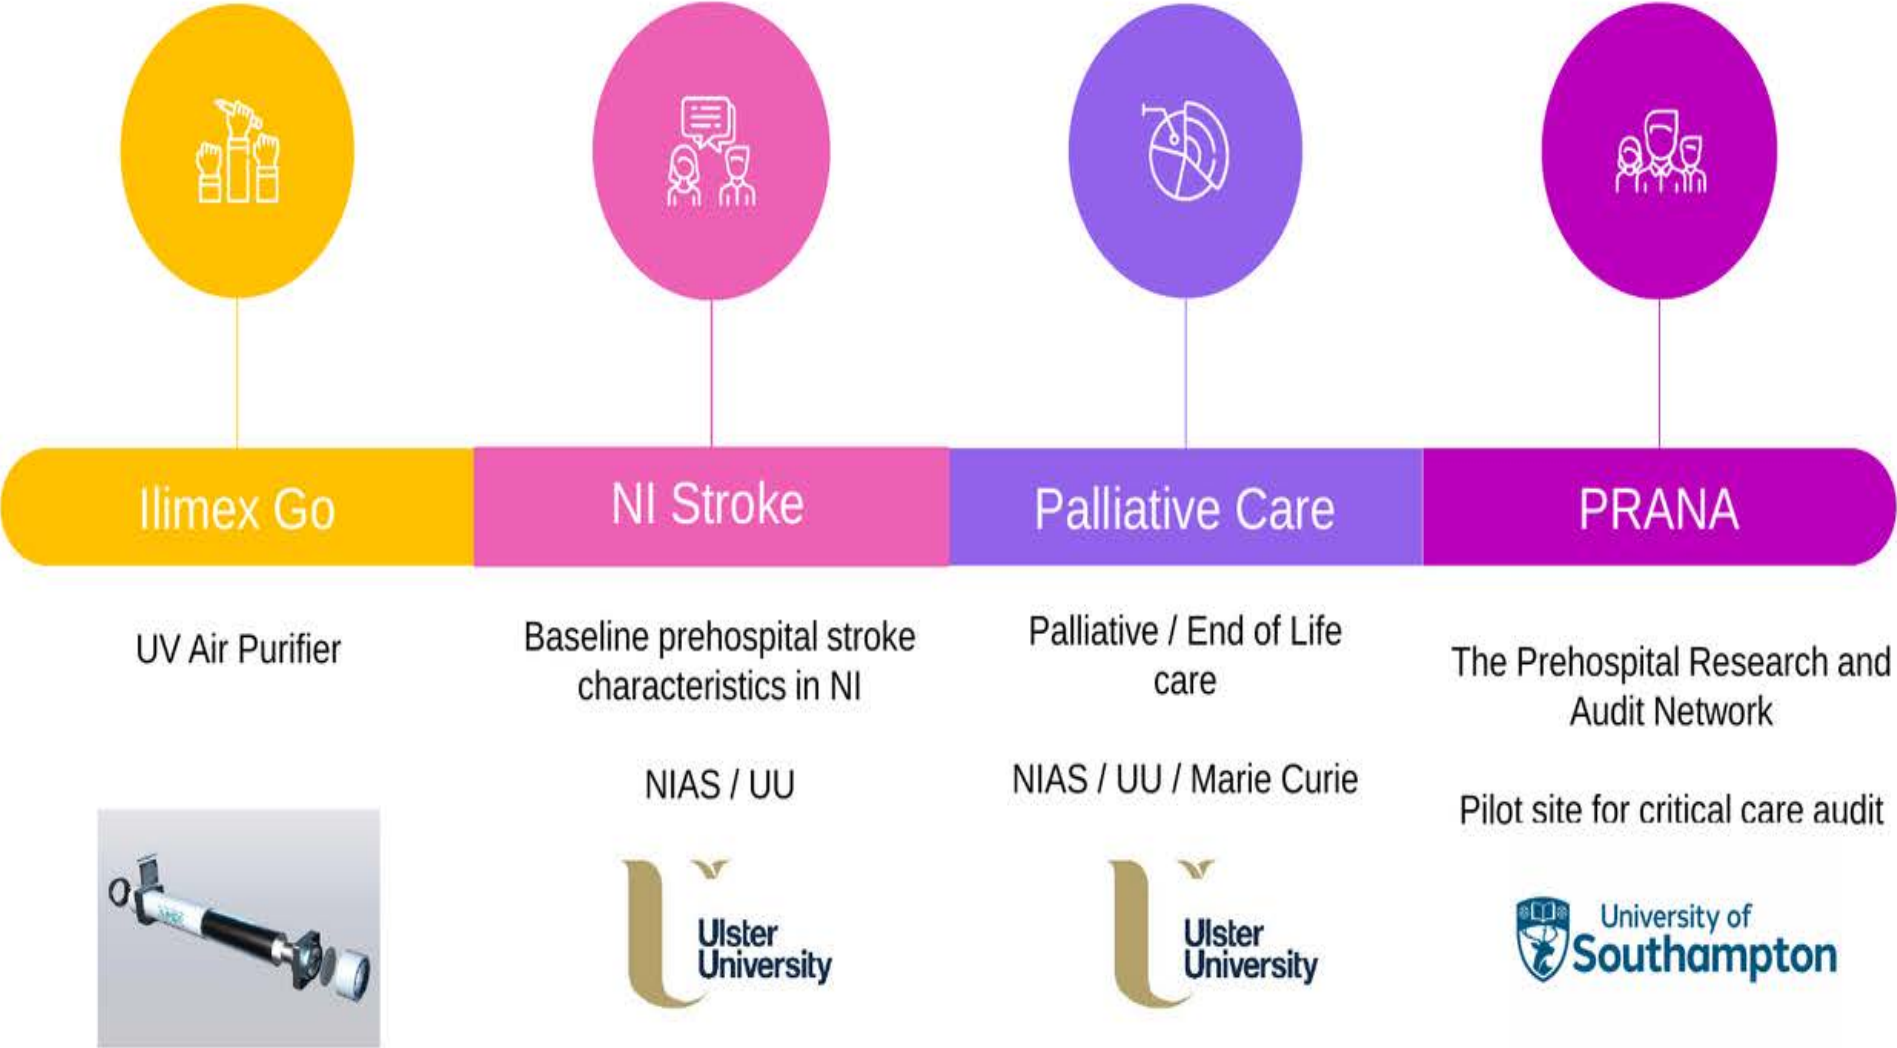 Ilimex Go
NI Stroke
Palliative Care
PRANA
UV Air Purifier
Baseline prehospital stroke
characteristics in NI
NIAS / UU
Palliative / End of Life
care
NIAS / UU / Marie Curie
The Prehospital Research and
Audit Network
Pilot site for critical care audit
Ulster
University
Ulster
University
University of
Southampton